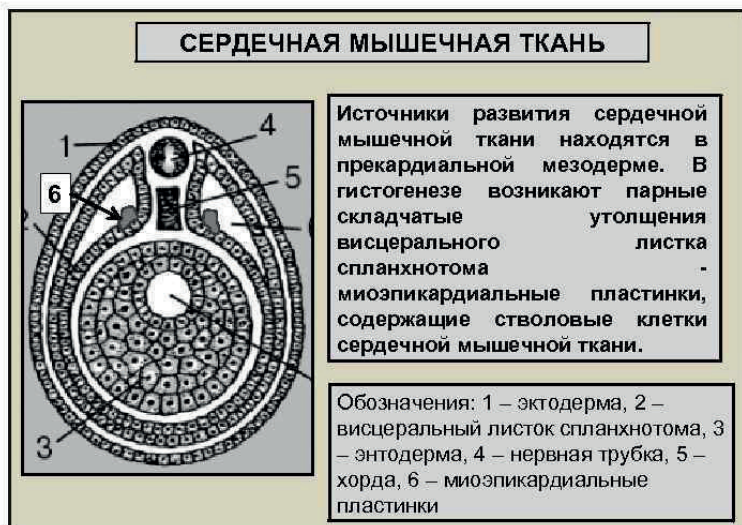 СЕРДЕЧНАЯ МЫШЕЧНАЯ ТКАНЬ
1
4
5
6
2
3
Источники развития сердечной
мышечной ткани находятся в
прекардиальной мезодерме. В
гистогенезе возникают парные
складчатые утолщения
висцерального листка
спланхнотома -
миоэпикардиальные пластинки,
содержащие стволовые клетки
сердечной мышечной ткани.
Обозначения: 1 – эктодерма, 2 –
висцеральный листок спланхнотома, 3
– энтодерма, 4 – нервная трубка, 5 –
хорда, 6 – миоэпикардиальные
пластинки